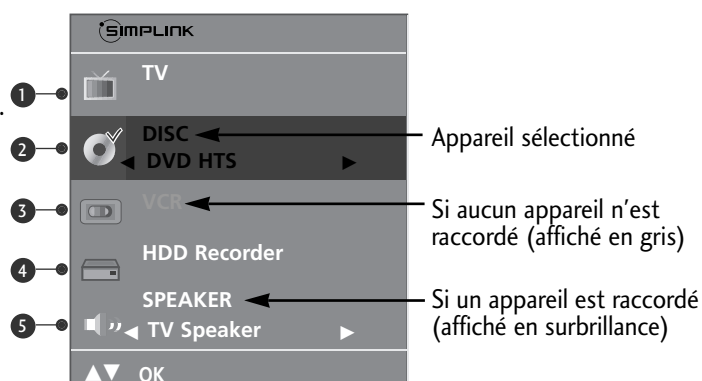 SIMPLINK
1 TV
2 DISC
◄ DVD HTS ►
Appareil sélectionné
3 VCR
Si aucun appareil n'est
raccordé (affiché en gris)
4 HDD Recorder
5 SPEAKER
◄ TV Speaker ►
Si un appareil est raccordé
(affiché en surbrillance)
▲▼ OK